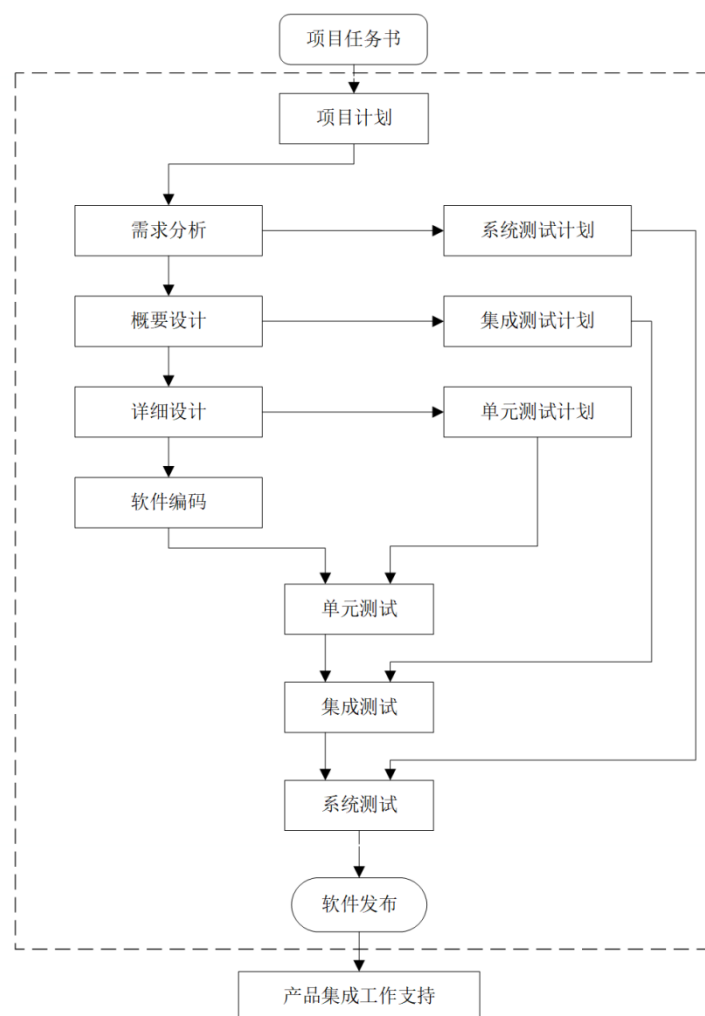 项目任务书
项目计划
需求分析
系统测试计划
概要设计
集成测试计划
详细设计
单元测试计划
软件编码
单元测试
集成测试
系统测试
软件发布
产品集成工作支持